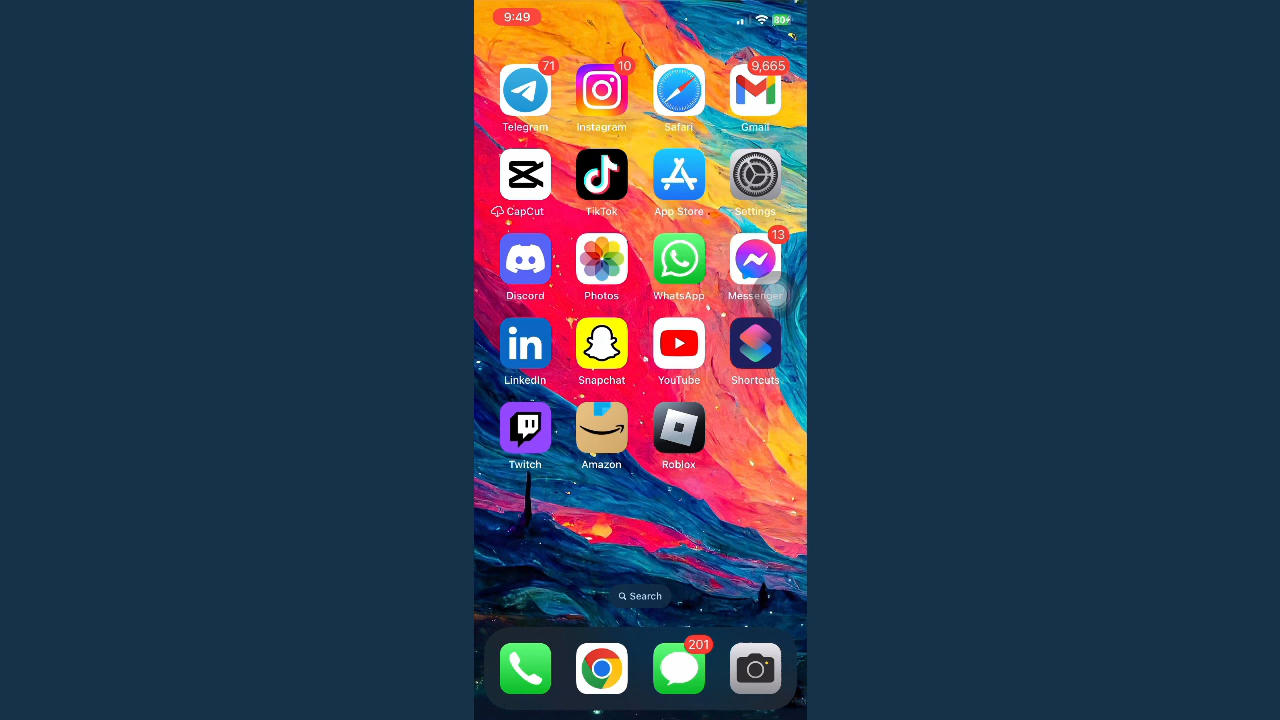 9:49
80
71
10
9,665
Telegram
Instagram
Safari
Gmail
CapCut
TikTok
App Store
Settings
13
Discord
Photos
WhatsApp
Messenger
in
LinkedIn
Snapchat
YouTube
Shortcuts
Twitch
Amazon
Roblox
Search
201